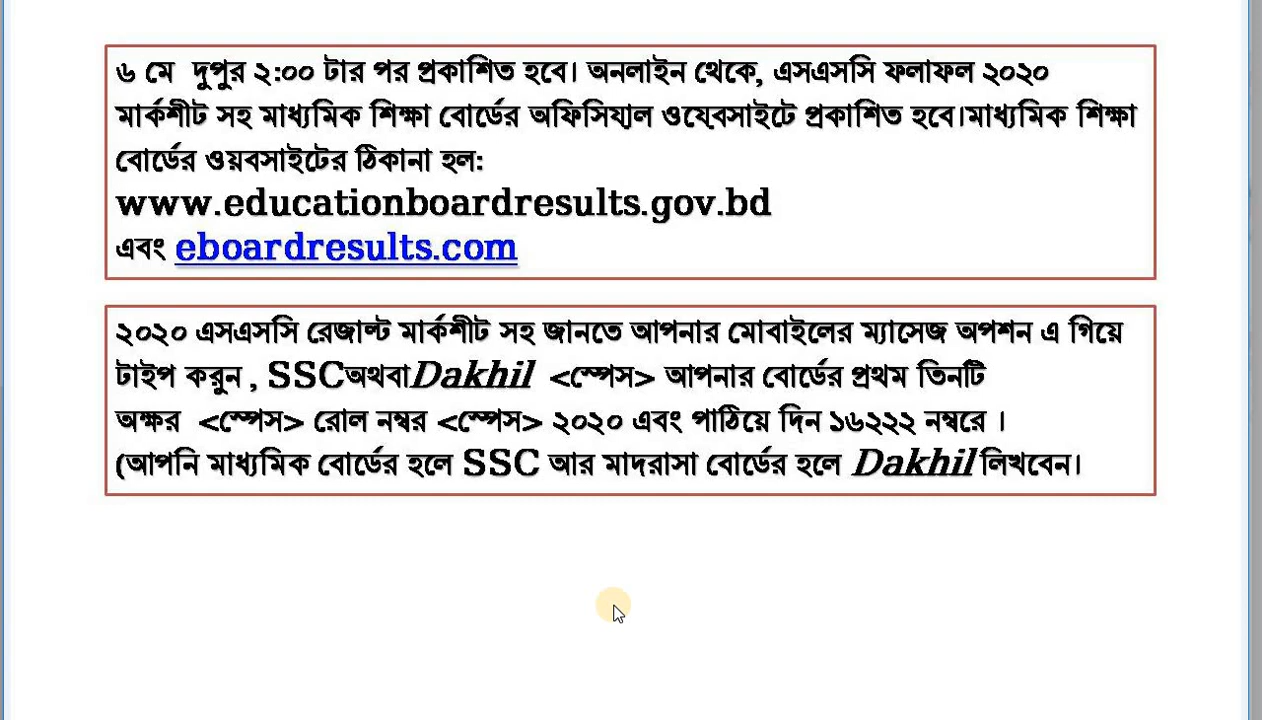 ৬ মে দুপুর ২:০০ টার পর প্রকাশিত হবে। অনলাইন থেকে, এসএসসি ফলাফল ২০২০
মার্কশীট সহ মাধ্যমিক শিক্ষা বোর্ডের অফিসিয়াল ওয়েবসাইটে প্রকাশিত হবে।মাধ্যমিক শিক্ষা
বোর্ডের ওয়বসাইটের ঠিকানা হল:
www.educationboardresults.gov.bd
এবং eboardresults.com
২০২০ এসএসসি রেজাল্ট মার্কশীট সহ জানতে আপনার মোবাইলের ম্যাসেজ অপশন এ গিয়ে
টাইপ করুন , SSCঅথবাDakhil <স্পেস> আপনার বোর্ডের প্রথম তিনটি
অক্ষর <স্পেস> রোল নম্বর <স্পেস> ২০২০ এবং পাঠিয়ে দিন ১৬২২২ নম্বরে ।
(আপনি মাধ্যমিক বোর্ডের হলে SSC আর মাদরাসা বোর্ডের হলে Dakhil লিখবেন।